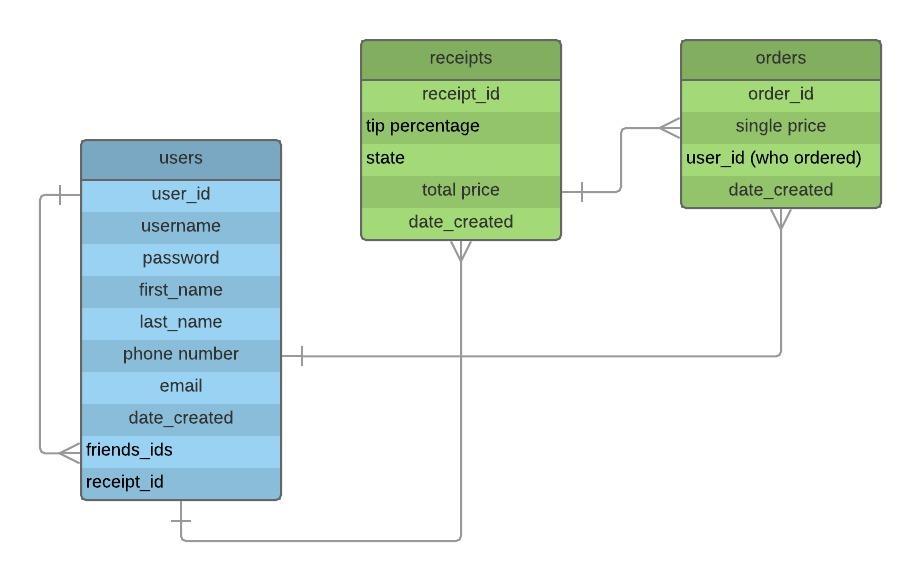 users
user_id
username
password
first_name
last_name
phone number
email
date_created
friends_ids
receipt_id
receipts
receipt_id
tip percentage
state
total price
date_created
orders
order_id
single price
user_id (who ordered)
date_created